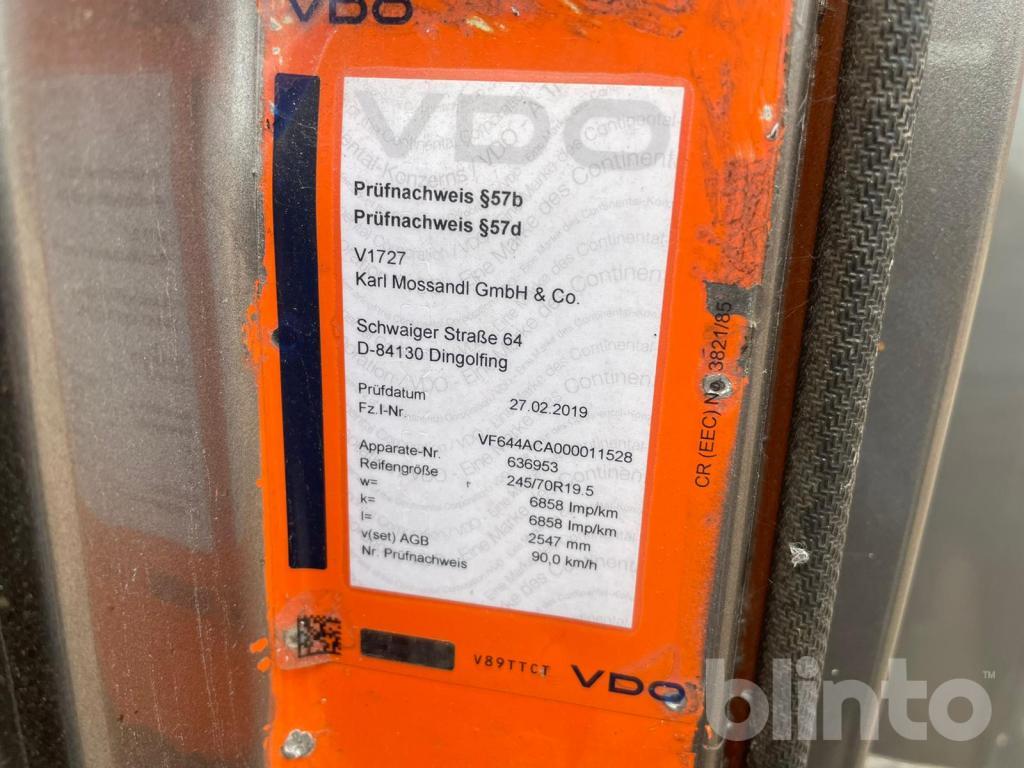 VDO
VDO
Prüfnachweis §57b
Prüfnachweis §57d
V1727
Karl Mossandl GmbH & Co.
Schwaiger Straße 64
D-84130 Dingolfing
Prüfdatum 27.02.2019
Fz.I-Nr.
VF644ACA000011528
Apparate-Nr. 636953
Reifengröße 245/70R19.5
w= 6858 Imp/km
k= 6858 Imp/km
l= 2547 mm
v(set) AGB 90,0 km/h
Nr. Prüfnachweis
CR (EEC) No 3821/85
V89TTCT
VDO
blinto